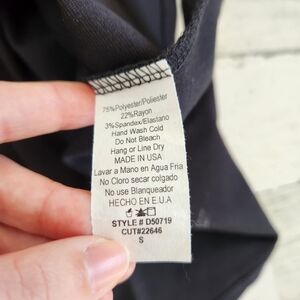 75%Polyester/Poliester
22%Rayon
3%Spandex/Elastano
Hand Wash Cold
Do Not Bleach
Hang or Line Dry
MADE IN USA
Lavar a Mano en Agua Fria
No Cloro secar colgado
No use Blanqueador
HECHO EN E.U.A
STYLE # D50719
CUT#22646
S